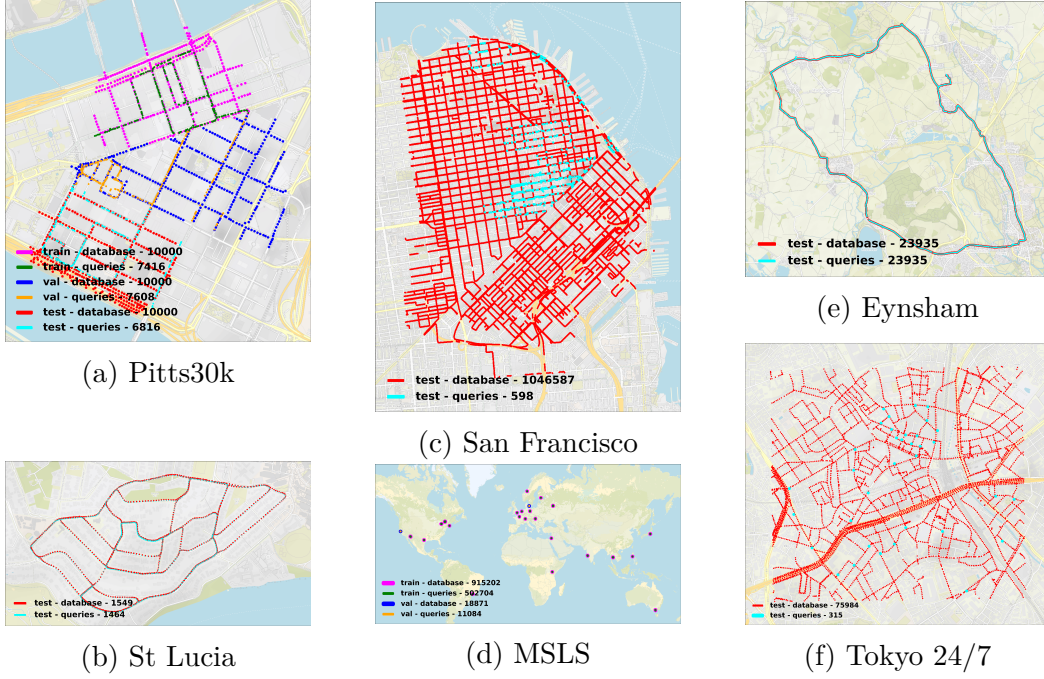 train - database - 10000
train - queries - 7416
val - database - 10000
val - queries - 7608
test - database - 10000
test - queries - 6816
(a) Pitts30k
test - database - 1549
test - queries - 1464
(b) St Lucia
test - database - 1046587
test - queries - 598
(c) San Francisco
train - database - 915202
train - queries - 502704
val - database - 18871
val - queries - 11084
(d) MSLS
test - database - 23935
test - queries - 23935
(e) Eynsham
test - database - 75984
test - queries - 315
(f) Tokyo 24/7